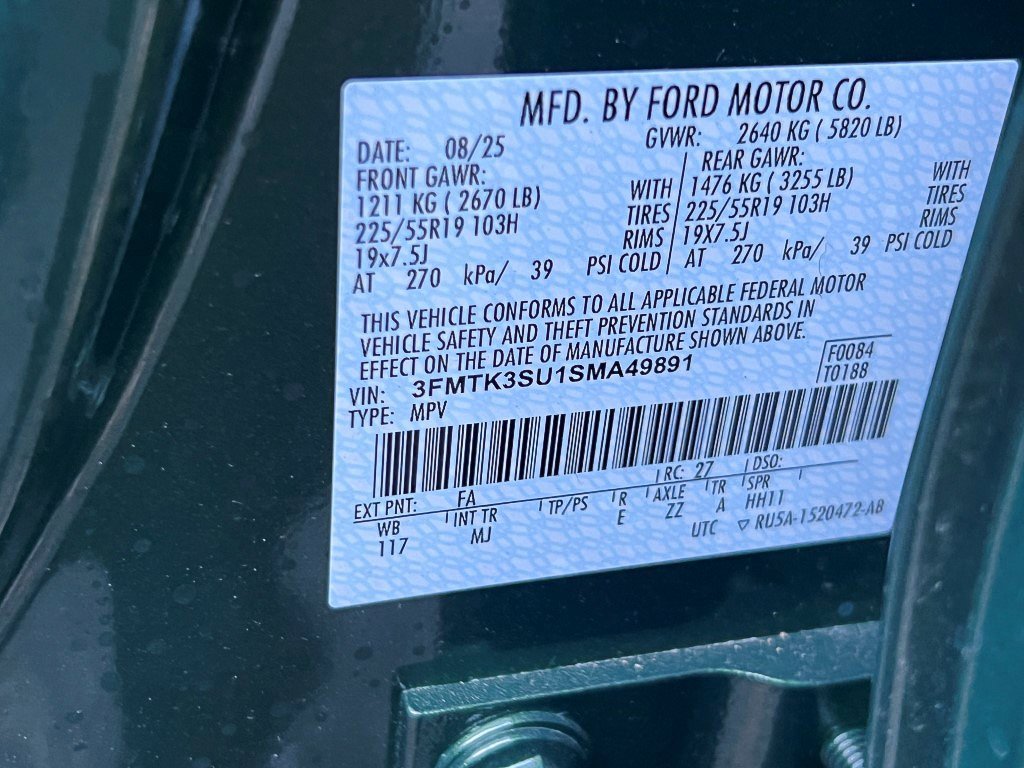 MFD. BY FORD MOTOR CO.
DATE: 08/25 GVWR: 2640 KG ( 5820 LB)
FRONT GAWR: REAR GAWR:
1211 KG ( 2670 LB) WITH 1476 KG ( 3255 LB) WITH
225/55R19 103H TIRES 225/55R19 103H TIRES
19x7.5J RIMS 19X7.5J RIMS
AT 270 kPa/ 39 PSI COLD AT 270 kPa/ 39 PSI COLD
THIS VEHICLE CONFORMS TO ALL APPLICABLE FEDERAL MOTOR
VEHICLE SAFETY AND THEFT PREVENTION STANDARDS IN
EFFECT ON THE DATE OF MANUFACTURE SHOWN ABOVE.
VIN: 3FMTK3SU1SMA49891 F0084
TYPE: MPV T0188
EXT PNT: FA RC: 27 DSO:
WB INT TR TP/PS R AXLE TR SPR
117 MJ E ZZ A HH11
UTC ▽ RU5A-1520472-AB